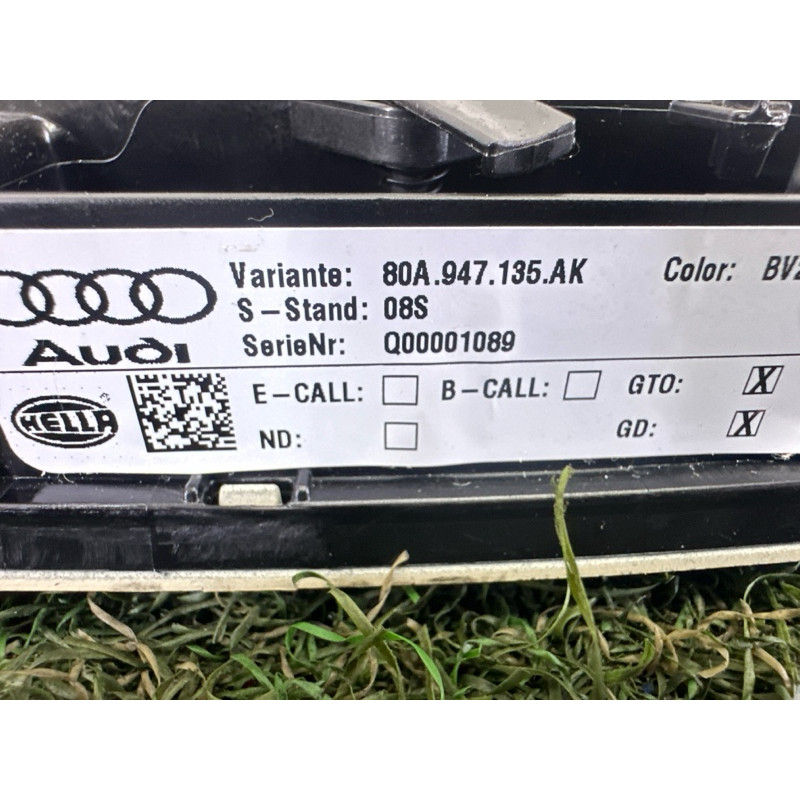 Variante: 80A.947.135.AK Color:
S-Stand: 08S
Audi SerieNr: Q00001089
HELLA E-CALL: B-CALL: GTO: X
ND: GD: X